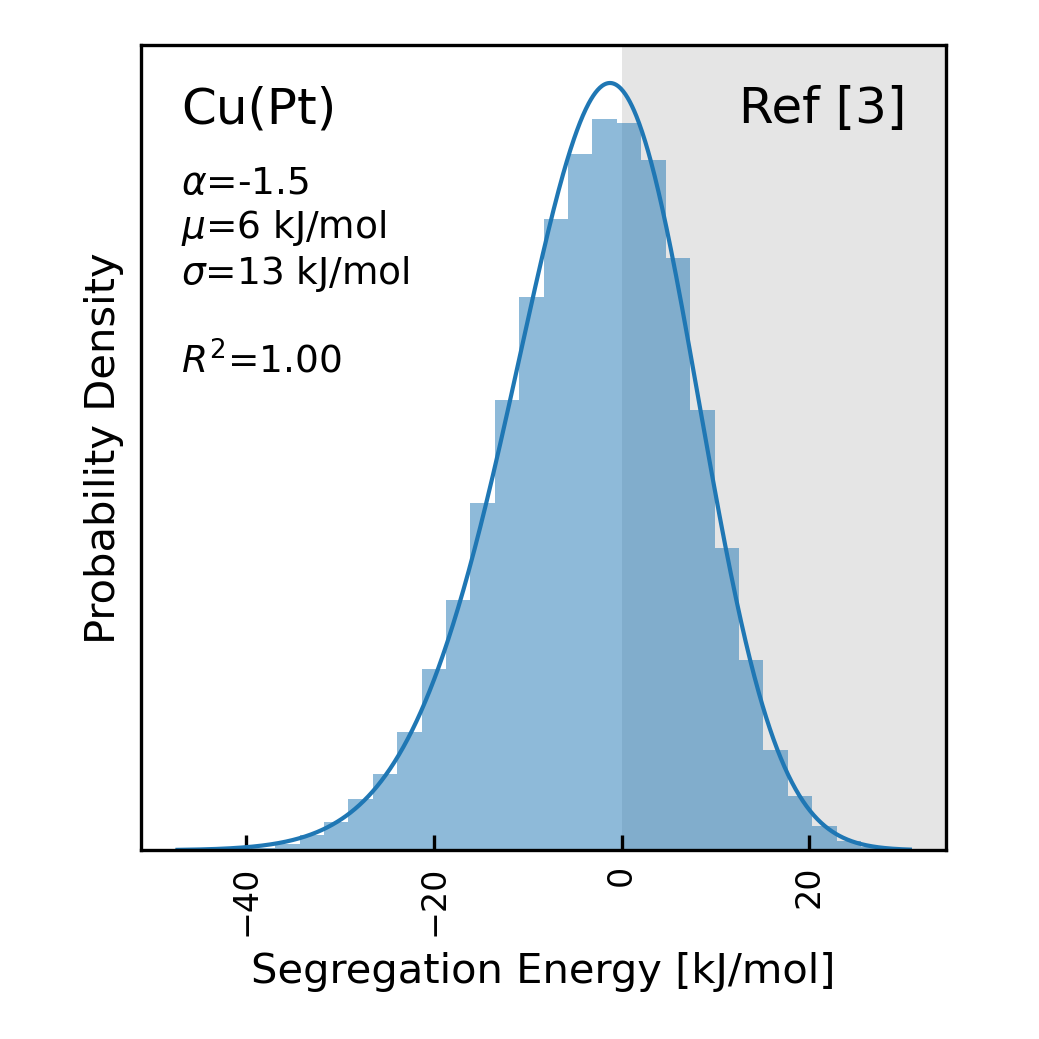 Cu(Pt)
Ref [3]
α=-1.5
μ=6 kJ/mol
σ=13 kJ/mol
R²=1.00
Probability Density
−40 −20 0 20
Segregation Energy [kJ/mol]